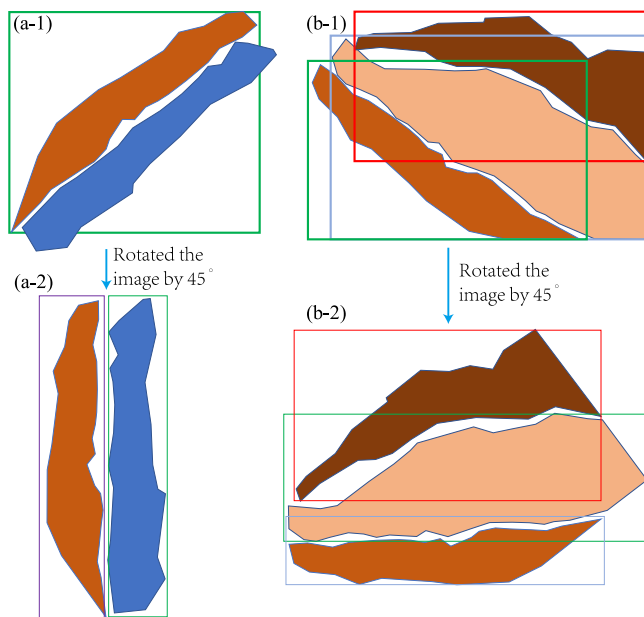 (a-1)
(b-1)
Rotated the
image by 45°
(a-2)
Rotated the
image by 45°
(b-2)